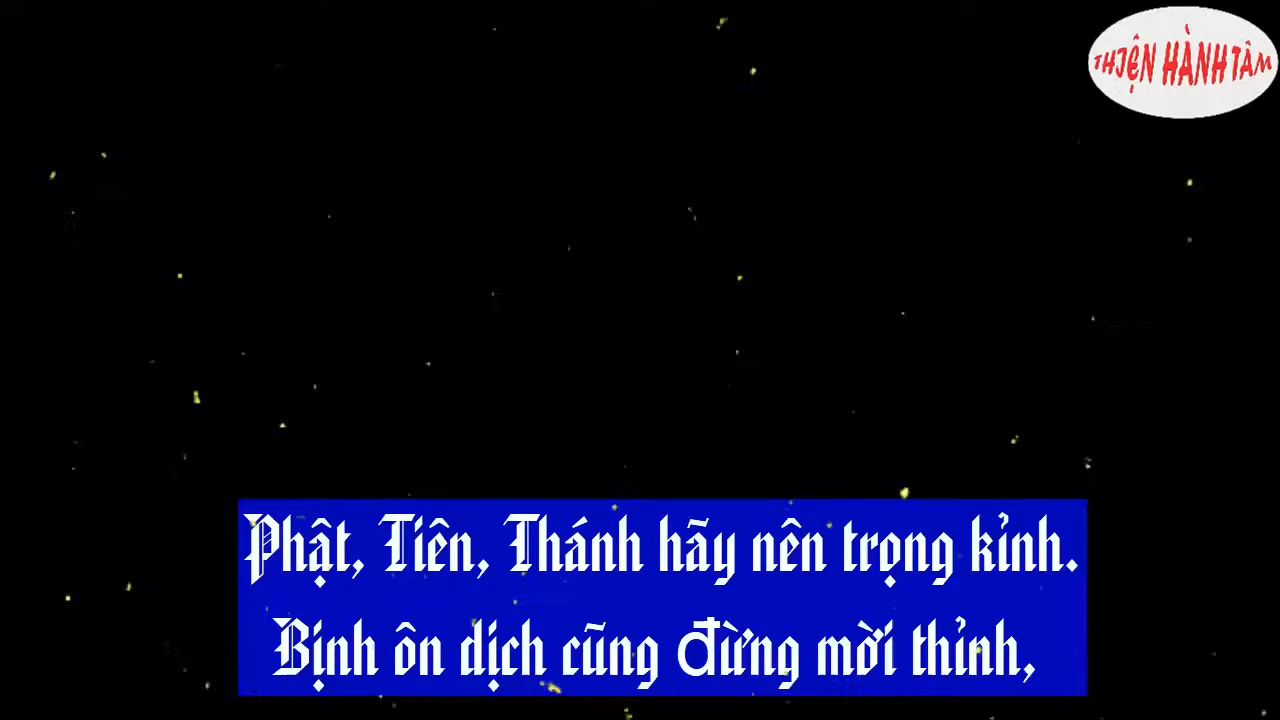 THIỆN HÀNH TÂM
Phật, Tiên, Thánh hãy nên trọng kỉnh.
Bịnh ôn dịch cũng đừng mời thỉnh,